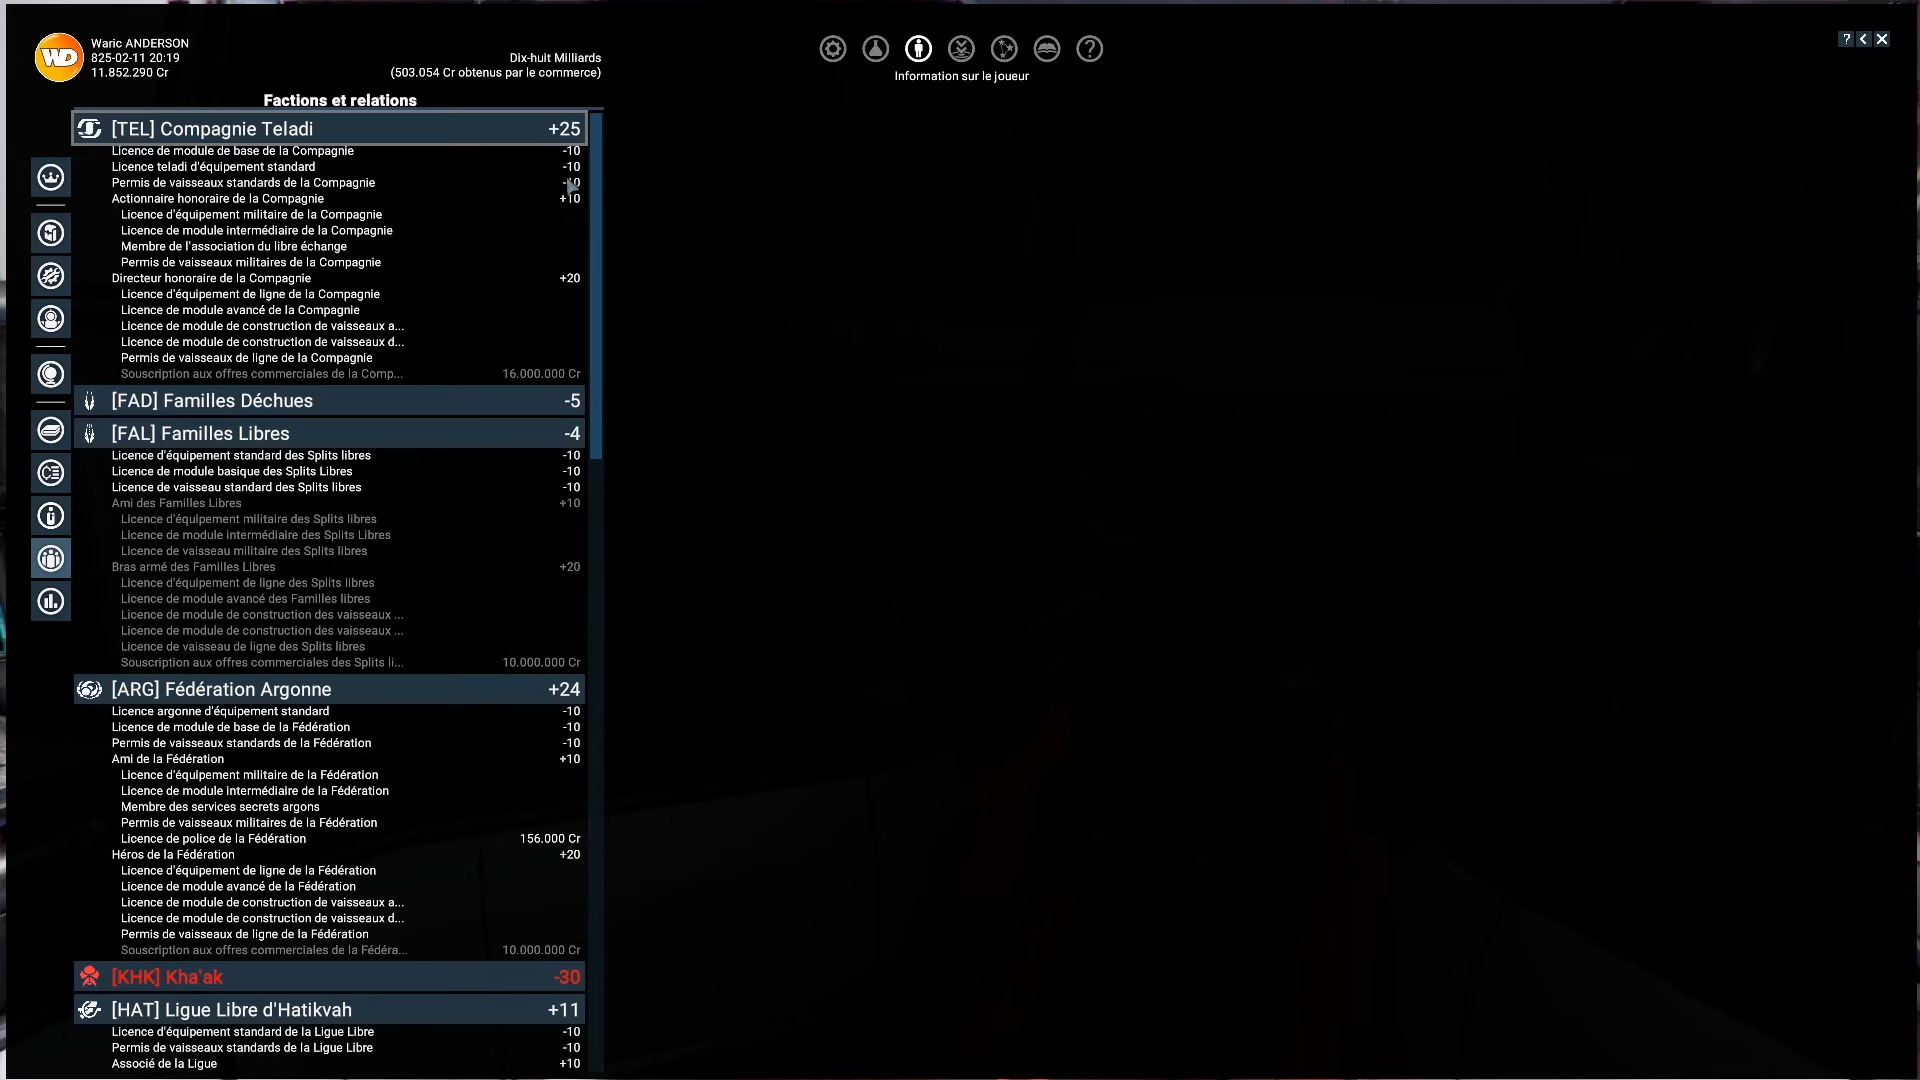 WD
Waric ANDERSON
825-02-11 20:19
11.852.290 Cr
Dix-huit Milliards
(503.054 Cr obtenus par le commerce)
Information sur le joueur
Factions et relations
[TEL] Compagnie Teladi +25
Licence de module de base de la Compagnie -10
Licence teladi d'équipement standard -10
Permis de vaisseaux standards de la Compagnie -10
Actionnaire honoraire de la Compagnie +10
Licence d'équipement militaire de la Compagnie
Licence de module intermédiaire de la Compagnie
Membre de l'association du libre échange
Permis de vaisseaux militaires de la Compagnie
Directeur honoraire de la Compagnie +20
Licence d'équipement de ligne de la Compagnie
Licence de module avancé de la Compagnie
Licence de module de construction de vaisseaux a...
Licence de module de construction de vaisseaux d...
Permis de vaisseaux de ligne de la Compagnie
Souscription aux offres commerciales de la Comp... 16.000.000 Cr
[FAD] Familles Déchues -5
[FAL] Familles Libres -4
Licence d'équipement standard des Splits libres -10
Licence de module basique des Splits Libres -10
Licence de vaisseau standard des Splits libres -10
Ami des Familles Libres +10
Licence d'équipement militaire des Splits libres
Licence de module intermédiaire des Splits Libres
Licence de vaisseau militaire des Splits libres
Bras armé des Familles Libres +20
Licence d'équipement de ligne des Splits libres
Licence de module avancé des Familles libres
Licence de module de construction des vaisseaux ...
Licence de module de construction des vaisseaux ...
Licence de vaisseau de ligne des Splits libres
Souscription aux offres commerciales des Splits li... 10.000.000 Cr
[ARG] Fédération Argonne +24
Licence argonne d'équipement standard -10
Licence de module de base de la Fédération -10
Permis de vaisseaux standards de la Fédération -10
Ami de la Fédération +10
Licence d'équipement militaire de la Fédération
Licence de module intermédiaire de la Fédération
Membre des services secrets argons
Permis de vaisseaux militaires de la Fédération
Licence de police de la Fédération 156.000 Cr
Héros de la Fédération +20
Licence d'équipement de ligne de la Fédération
Licence de module avancé de la Fédération
Licence de module de construction de vaisseaux a...
Licence de module de construction de vaisseaux d...
Permis de vaisseaux de ligne de la Fédération
Souscription aux offres commerciales de la Fédéra... 10.000.000 Cr
[KHK] Kha'ak -30
[HAT] Ligue Libre d'Hatikvah +11
Licence d'équipement standard de la Ligue Libre -10
Permis de vaisseaux standards de la Ligue Libre -10
Associé de la Ligue +10